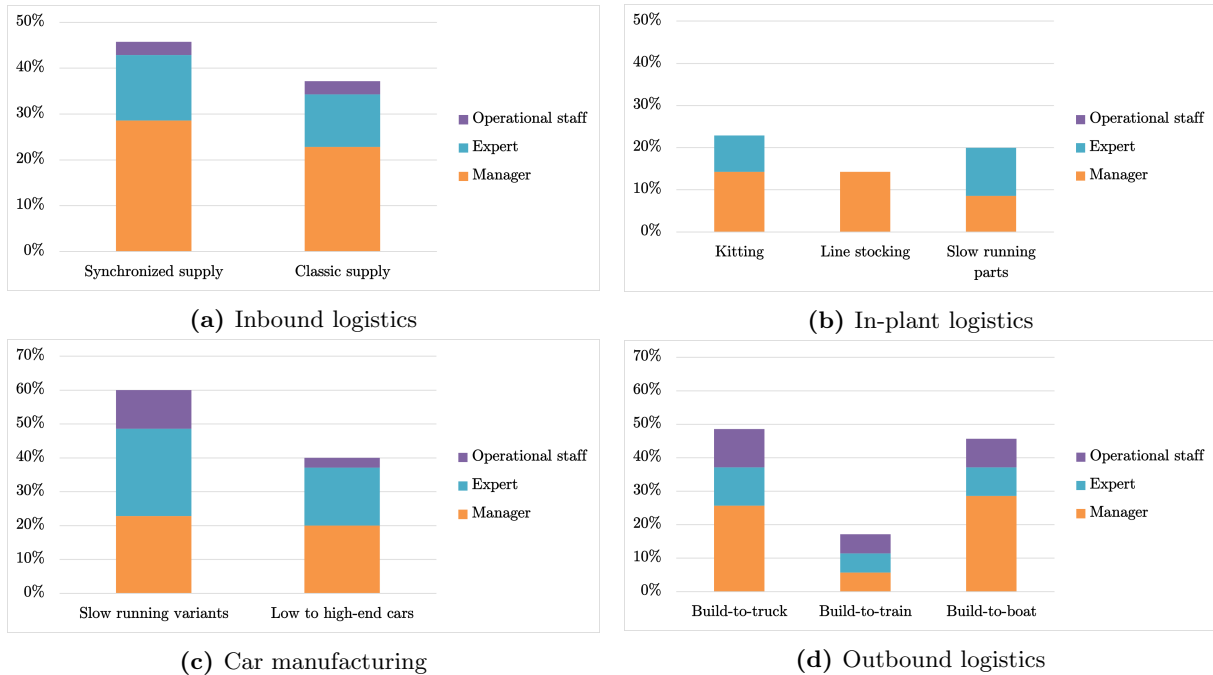 50%
40%
30%
20%
10%
0%
Synchronized supply
Classic supply
Operational staff
Expert
Manager
(a) Inbound logistics
50%
40%
30%
20%
10%
0%
Kitting
Line stocking
Slow running
parts
Operational staff
Expert
Manager
(b) In-plant logistics
70%
60%
50%
40%
30%
20%
10%
0%
Slow running variants
Low to high-end cars
Operational staff
Expert
Manager
(c) Car manufacturing
70%
60%
50%
40%
30%
20%
10%
0%
Build-to-truck
Build-to-train
Build-to-boat
Operational staff
Expert
Manager
(d) Outbound logistics